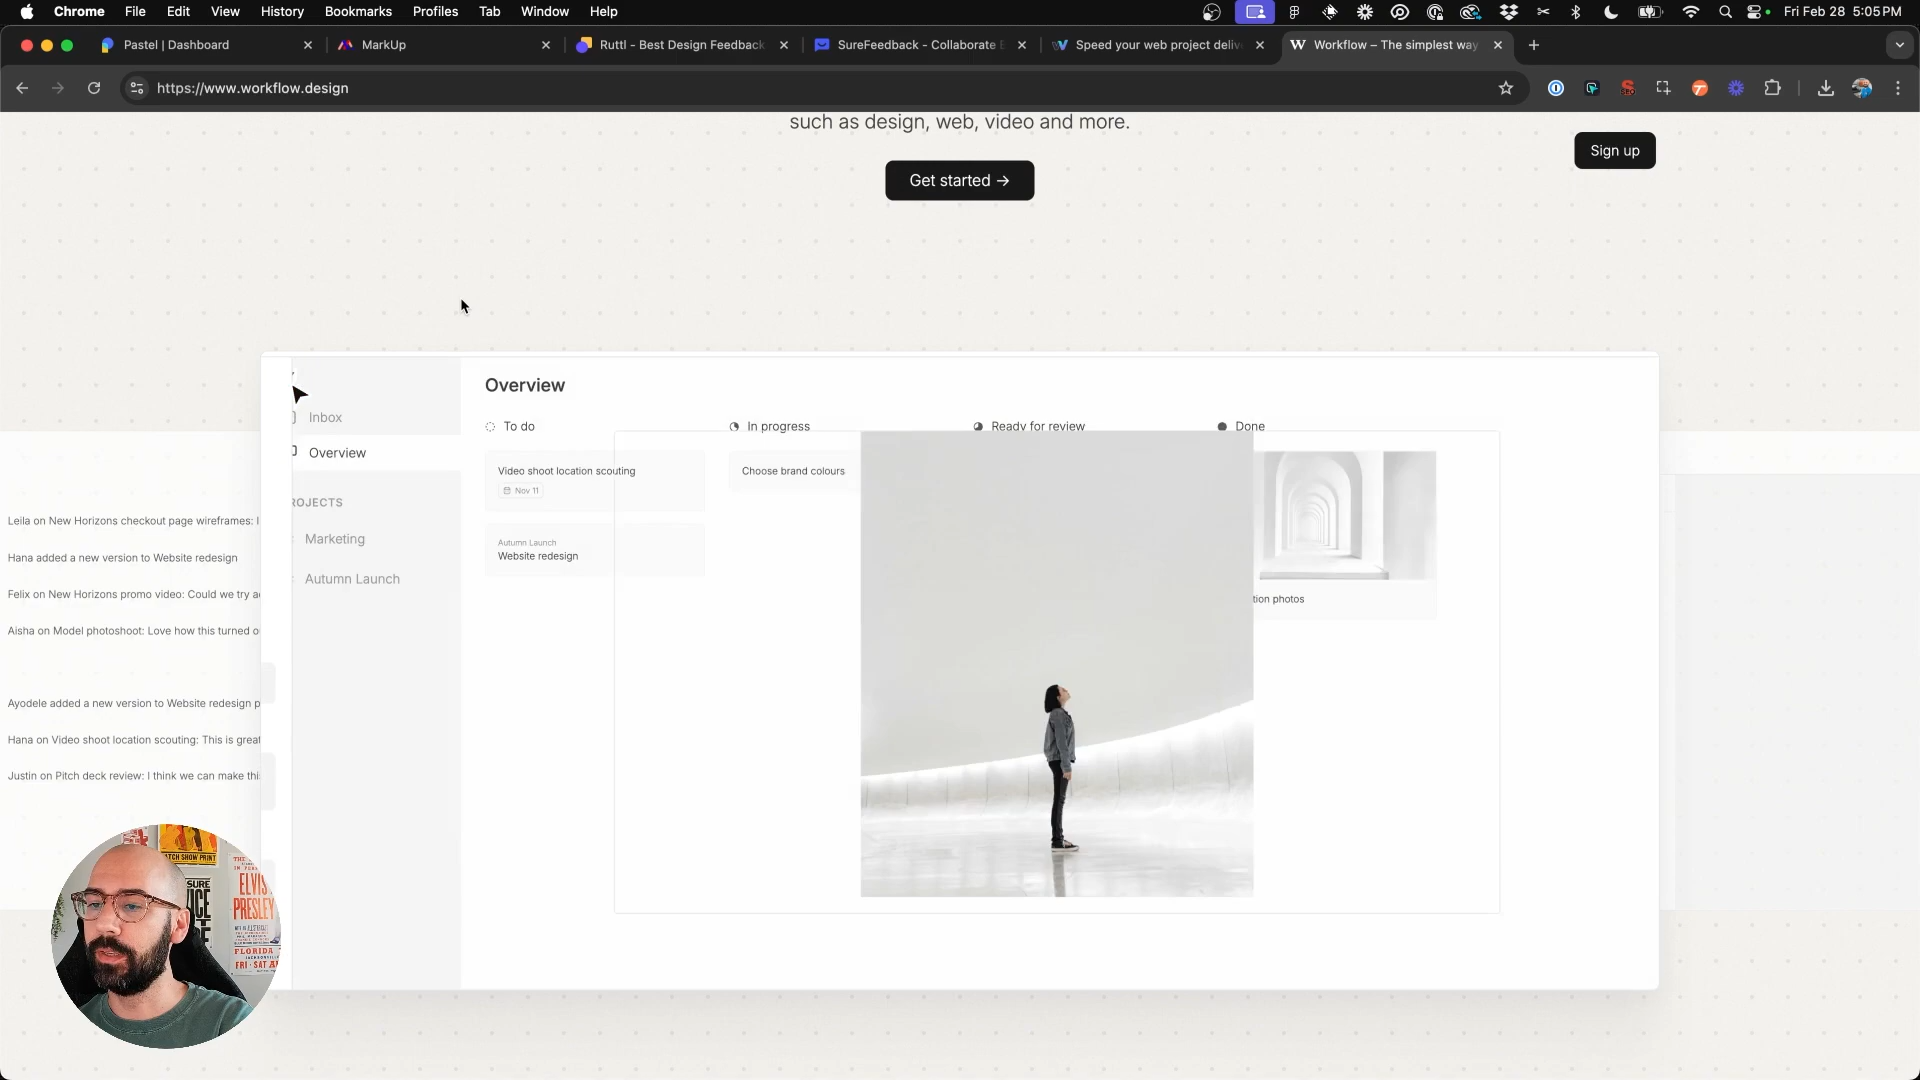 Chrome File Edit View History Bookmarks Profiles Tab Window Help
Fri Feb 28 5:05 PM
Pastel | Dashboard
MarkUp
Ruttl - Best Design Feedback
SureFeedback - Collaborate
Speed your web project deliv
Workflow – The simplest way
https://www.workflow.design
such as design, web, video and more.
Sign up
Get started →
Overview
Inbox
To do
In progress
Ready for review
Done
Overview
Video shoot location scouting
Nov 11
Choose brand colours
ROJECTS
Leila on New Horizons checkout page wireframes: I
Marketing
Autumn Launch
Website redesign
Hana added a new version to Website redesign
Autumn Launch
Felix on New Horizons promo video: Could we try a
tion photos
Aisha on Model photoshoot: Love how this turned o
Ayodele added a new version to Website redesign p
Hana on Video shoot location scouting: This is great
Justin on Pitch deck review: I think we can make thi
ELVIS
PRESLEY
FLORIDA